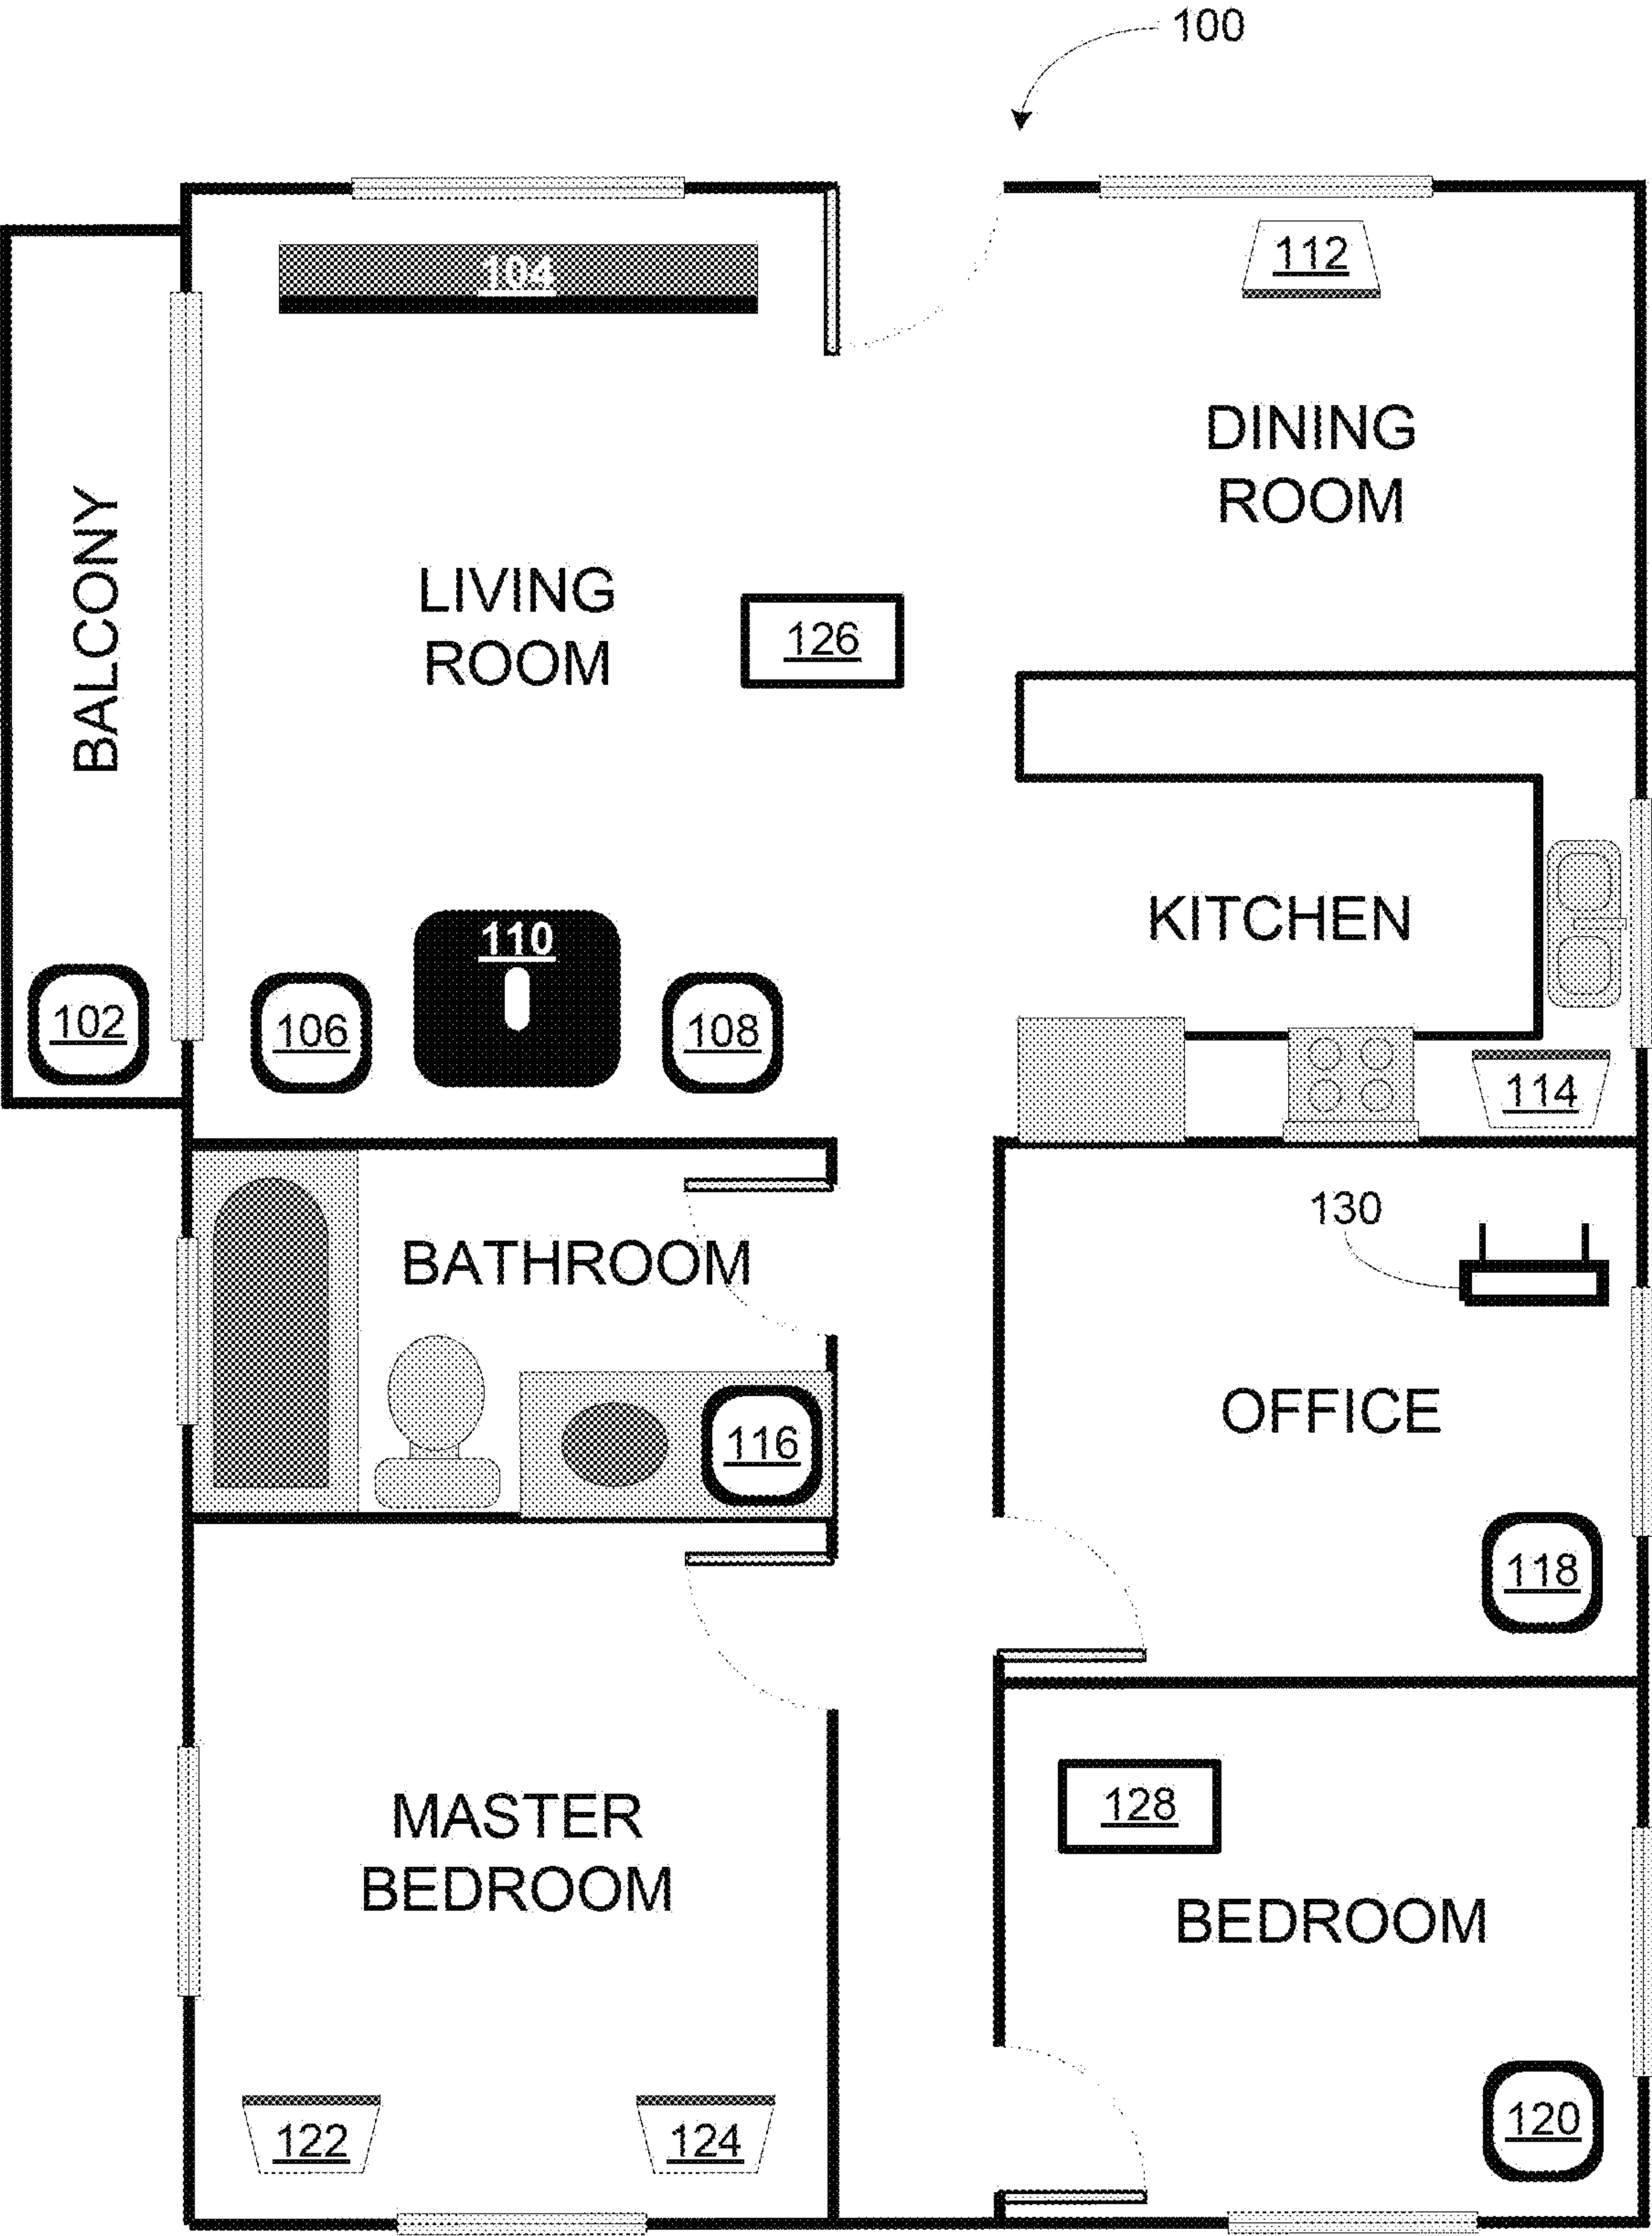 100
104
112
DINING
ROOM
BALCONY
LIVING
ROOM
126
KITCHEN
110
102
106
108
114
130
BATHROOM
OFFICE
116
118
128
MASTER
BEDROOM
BEDROOM
122
124
120